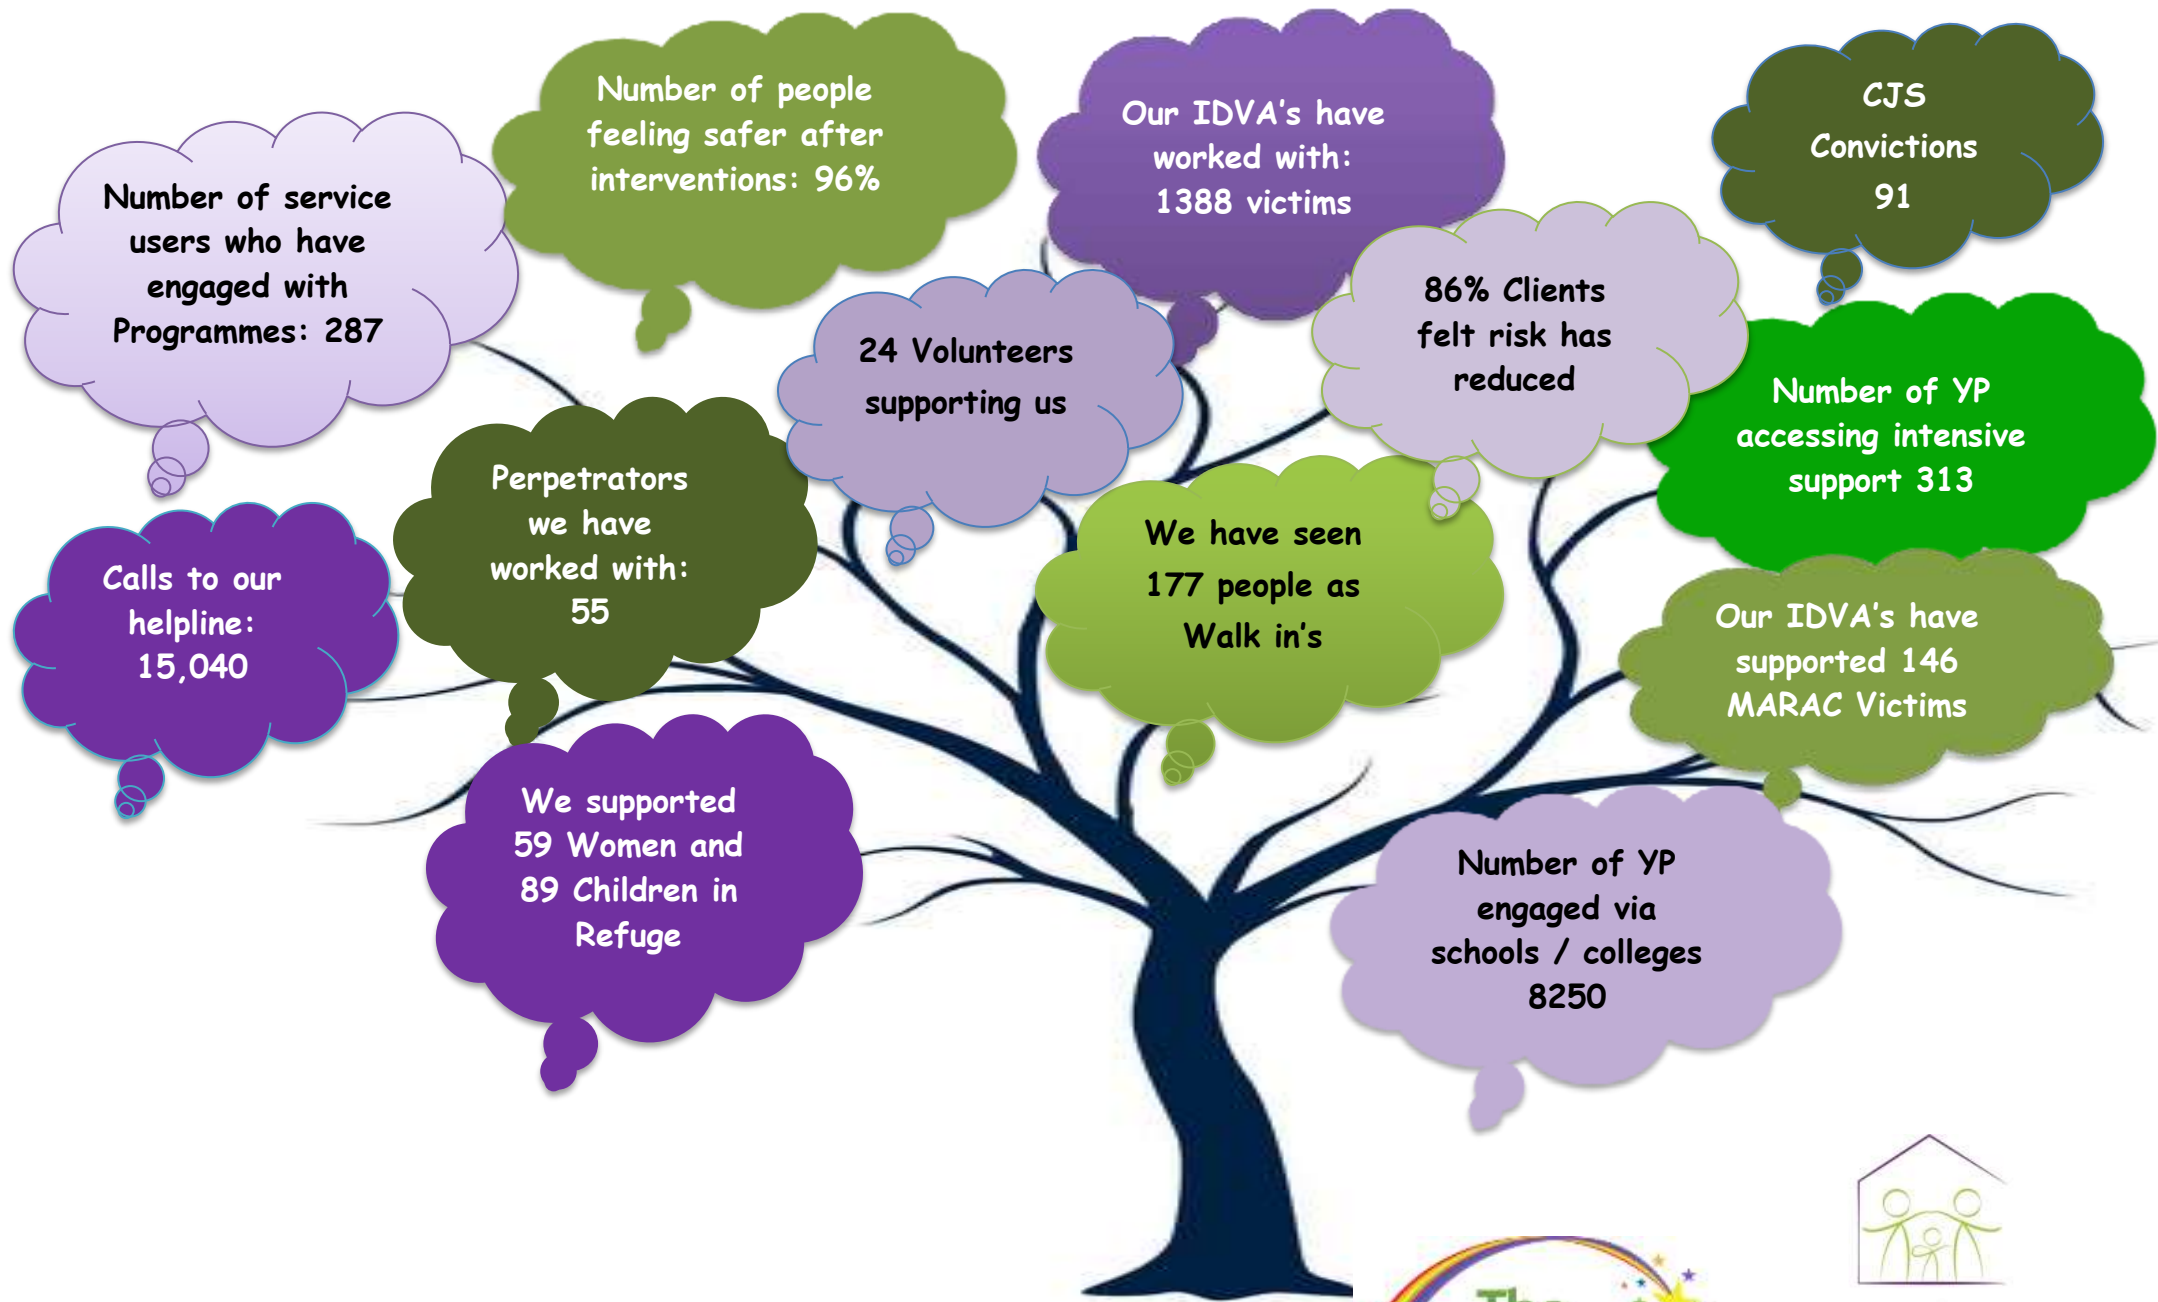 Number of people
feeling safer after
interventions: 96%
Our IDVA's have
worked with:
1388 victims
CJS
Convictions
91
Number of service
users who have
engaged with
Programmes: 287
24 Volunteers
supporting us
86% Clients
felt risk has
reduced
Number of YP
accessing intensive
support 313
Perpetrators
we have
worked with:
55
We have seen
177 people as
Walk in's
Calls to our
helpline:
15,040
Our IDVA's have
supported 146
MARAC Victims
We supported
59 Women and
89 Children in
Refuge
Number of YP
engaged via
schools / colleges
8250
The